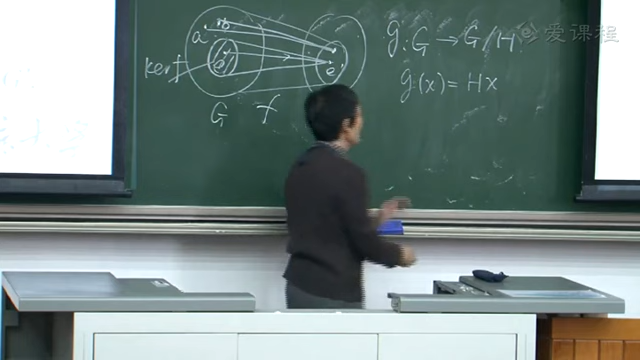 a b
ker f
e
e'
G f
g: G → G/H
g(x) = Hx
爱课程